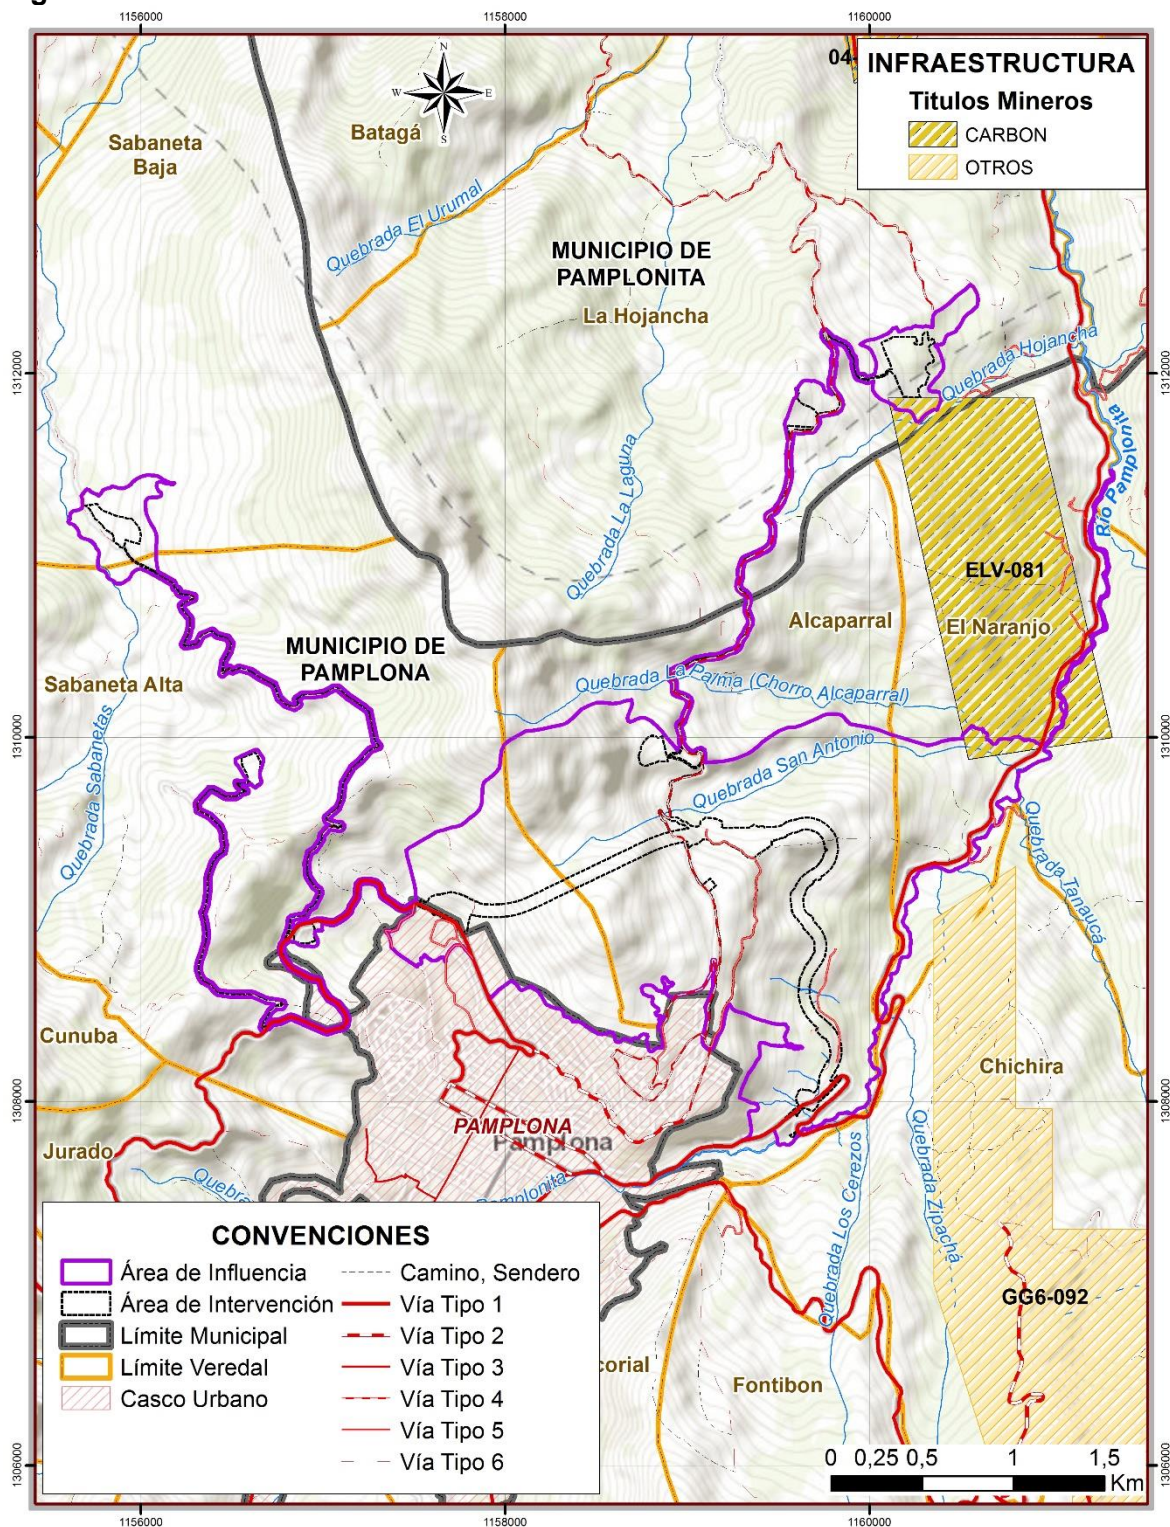 1156000
1158000
1160000
N
W
E
S
04
INFRAESTRUCTURA
Titulos Mineros
CARBON
OTROS
Sabaneta
Baja
Batagá
Quebrada El Urumal
MUNICIPIO DE
PAMPLONITA
La Hojancha
Quebrada Hojancha
1312000
1312000
Río Pamplonita
Quebrada La Laguna
ELV-081
El Naranjo
Alcaparral
MUNICIPIO DE
PAMPLONA
Sabaneta Alta
Quebrada La Palma (Chorro Alcaparral)
1310000
1310000
Quebrada San Antonio
Quebrada Sabanetas
Quebrada Tanaucá
Cunuba
Chichira
1308000
1308000
PAMPLONA
Pamplona
Jurado
Quebra
Pamplonita
Quebrada Los Cerezos
Quebrada Zipachá
GG6-092
corial
Fontibon
CONVENCIONES
Área de Influencia
Área de Intervención
Límite Municipal
Límite Veredal
Casco Urbano
Camino, Sendero
Vía Tipo 1
Vía Tipo 2
Vía Tipo 3
Vía Tipo 4
Vía Tipo 5
Vía Tipo 6
0 0,25 0,5 1 1,5
Km
1306000
1306000
1156000
1158000
1160000